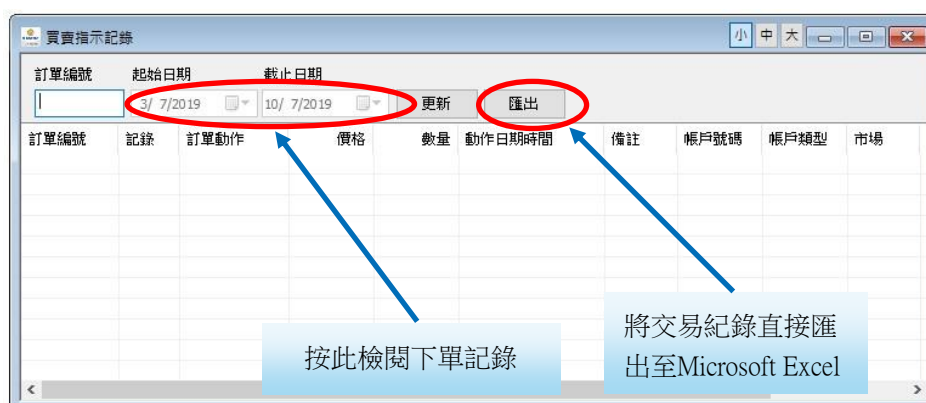 買賣指示記錄
小 中 大
訂單編號 起始日期 截止日期
3/ 7/2019 10/ 7/2019 更新 匯出
訂單編號 記錄 訂單動作 價格 數量 動作日期時間 備註 帳戶號碼 帳戶類型 市場
按此檢閱下單記錄
將交易紀錄直接匯
出至Microsoft Excel